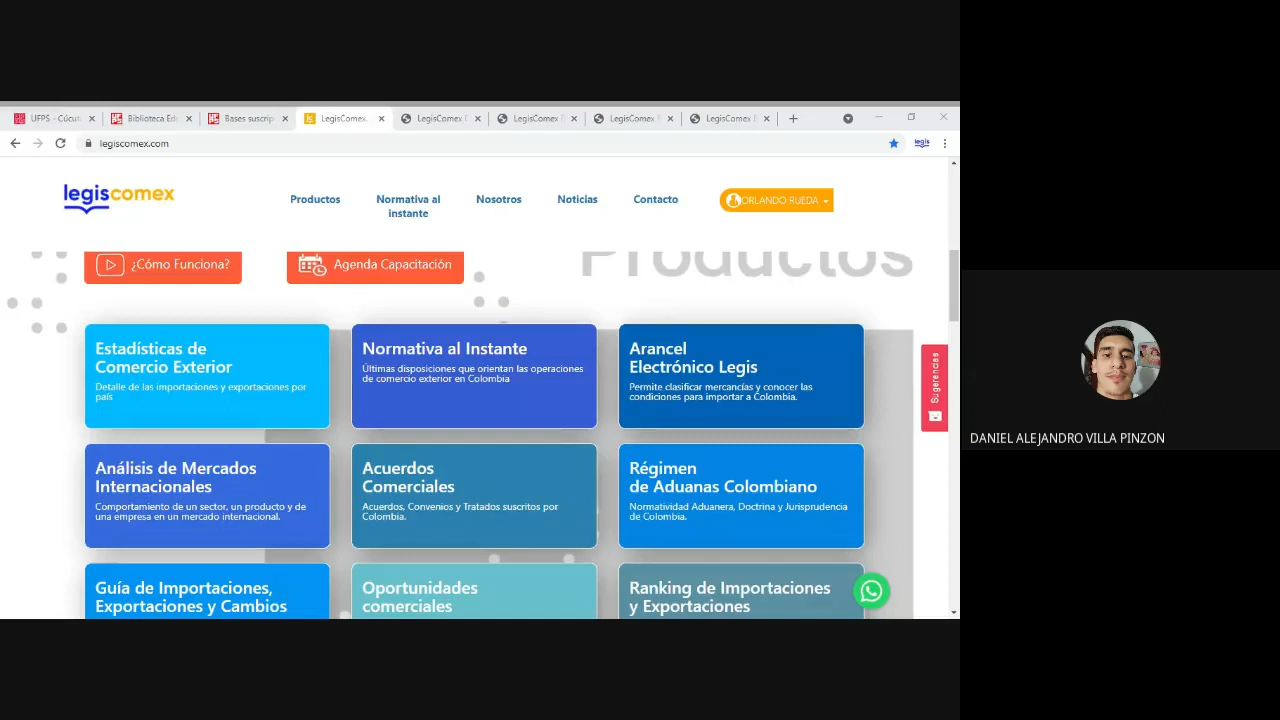 UFPS - Cúcut
Biblioteca Edu
Bases suscrip
LegisComex.
LegisComex
LegisComex
LegisComex
LegisComex
legiscomex.com
legis
legiscomex
Productos
Normativa al
instante
Nosotros
Noticias
Contacto
ORLANDO RUEDA
Productos
¿Cómo Funciona?
Agenda Capacitación
Estadísticas de
Comercio Exterior
Detalle de las importaciones y exportaciones por
país
Normativa al Instante
Últimas disposiciones que orientan las operaciones
de comercio exterior en Colombia
Arancel
Electrónico Legis
Permite clasificar mercancías y conocer las
condiciones para importar a Colombia.
Sugerencias
DANIEL ALEJANDRO VILLA PINZON
Análisis de Mercados
Internacionales
Comportamiento de un sector, un producto y de
una empresa en un mercado internacional.
Acuerdos
Comerciales
Acuerdos, Convenios y Tratados suscritos por
Colombia.
Régimen
de Aduanas Colombiano
Normatividad Aduanera, Doctrina y Jurisprudencia
de Colombia.
Guía de Importaciones,
Exportaciones y Cambios
Oportunidades
comerciales
Ranking de Importaciones
y Exportaciones